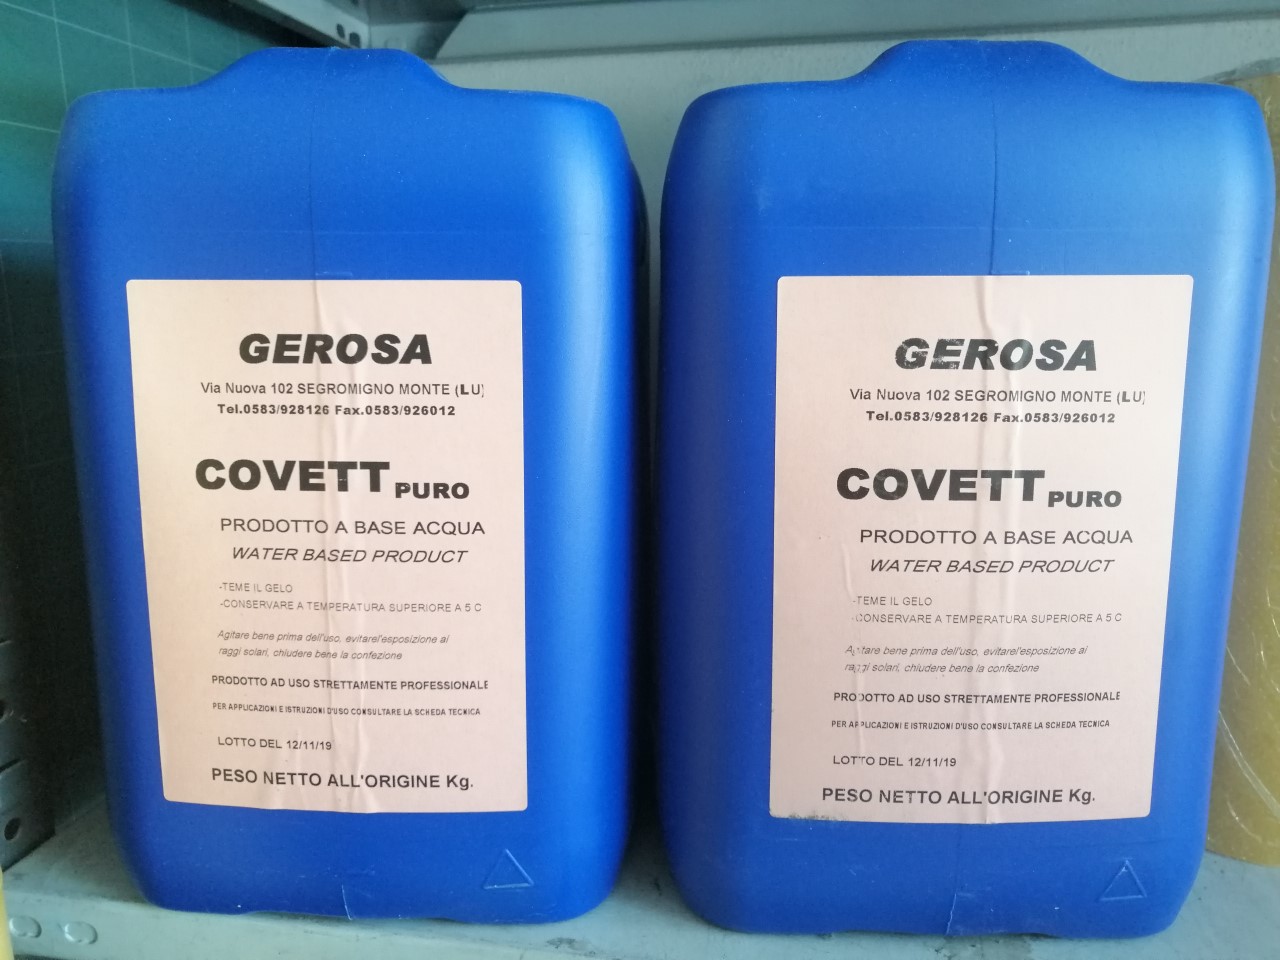 GEROSA
Via Nuova 102 SEGROMIGNO MONTE (LU)
Tel.0583/928126 Fax.0583/926012
COVETT PURO
PRODOTTO A BASE ACQUA
WATER BASED PRODUCT
-TEME IL GELO
-CONSERVARE A TEMPERATURA SUPERIORE A 5 C
Agitare bene prima dell'uso, evitarel'esposizione ai
raggi solari, chiudere bene la confezione
PRODOTTO AD USO STRETTAMENTE PROFESSIONALE
PER APPLICAZIONI E ISTRUZIONI D'USO CONSULTARE LA SCHEDA TECNICA
LOTTO DEL 12/11/19
PESO NETTO ALL'ORIGINE Kg.
GEROSA
Via Nuova 102 SEGROMIGNO MONTE (LU)
Tel.0583/928126 Fax.0583/926012
COVETT PURO
PRODOTTO A BASE ACQUA
WATER BASED PRODUCT
-TEME IL GELO
-CONSERVARE A TEMPERATURA SUPERIORE A 5 C
Agitare bene prima dell'uso, evitarel'esposizione ai
raggi solari, chiudere bene la confezione
PRODOTTO AD USO STRETTAMENTE PROFESSIONALE
PER APPLICAZIONI E ISTRUZIONI D'USO CONSULTARE LA SCHEDA TECNICA
LOTTO DEL 12/11/19
PESO NETTO ALL'ORIGINE Kg.